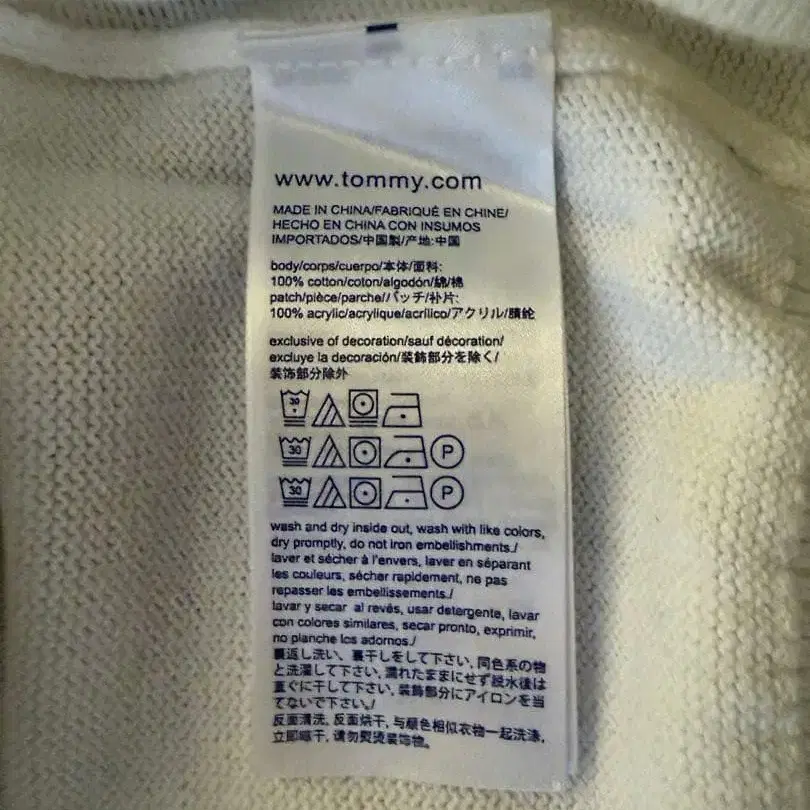 www.tommy.com
MADE IN CHINA/FABRIQUÉ EN CHINE/
HECHO EN CHINA CON INSUMOS
IMPORTADOS/中国製/产地:中国
body/corps/cuerpo/本体/面料:
100% cotton/coton/algodón/綿/棉
patch/pièce/parche/パッチ/补片:
100% acrylic/acrylique/acrílico/アクリル/腈纶
exclusive of decoration/sauf décoration/
excluye la decoración/装飾部分を除く/
装饰部分除外
30
30 P
30 P
wash and dry inside out, wash with like colors,
dry promptly, do not iron embellishments./
laver et sécher à l'envers, laver en séparant
les couleurs, sécher rapidement, ne pas
repasser les embellissements./
lavar y secar al revés, usar detergente, lavar
con colores similares, secar pronto, exprimir,
no planche los adornos./
裏返し洗い、裏干しをして下さい, 同色系の物
と洗濯して下さい, 濡れたままにせず脱水後は
直ぐに干して下さい, 装飾部分にアイロンを当
てないで下さい,/
反面清洗, 反面烘干, 与颜色相似衣物一起洗涤,
立即晾干, 请勿熨烫装饰物.